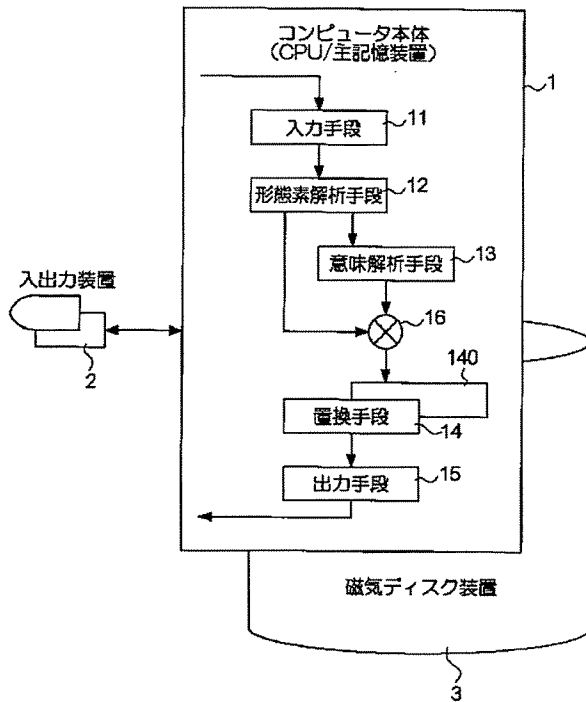 コンピュータ本体
(CPU/主記憶装置)
1
入力手段
11
形態素解析手段
12
意味解析手段
13
入出力装置
2
16
140
置換手段
14
出力手段
15
磁気ディスク装置
3